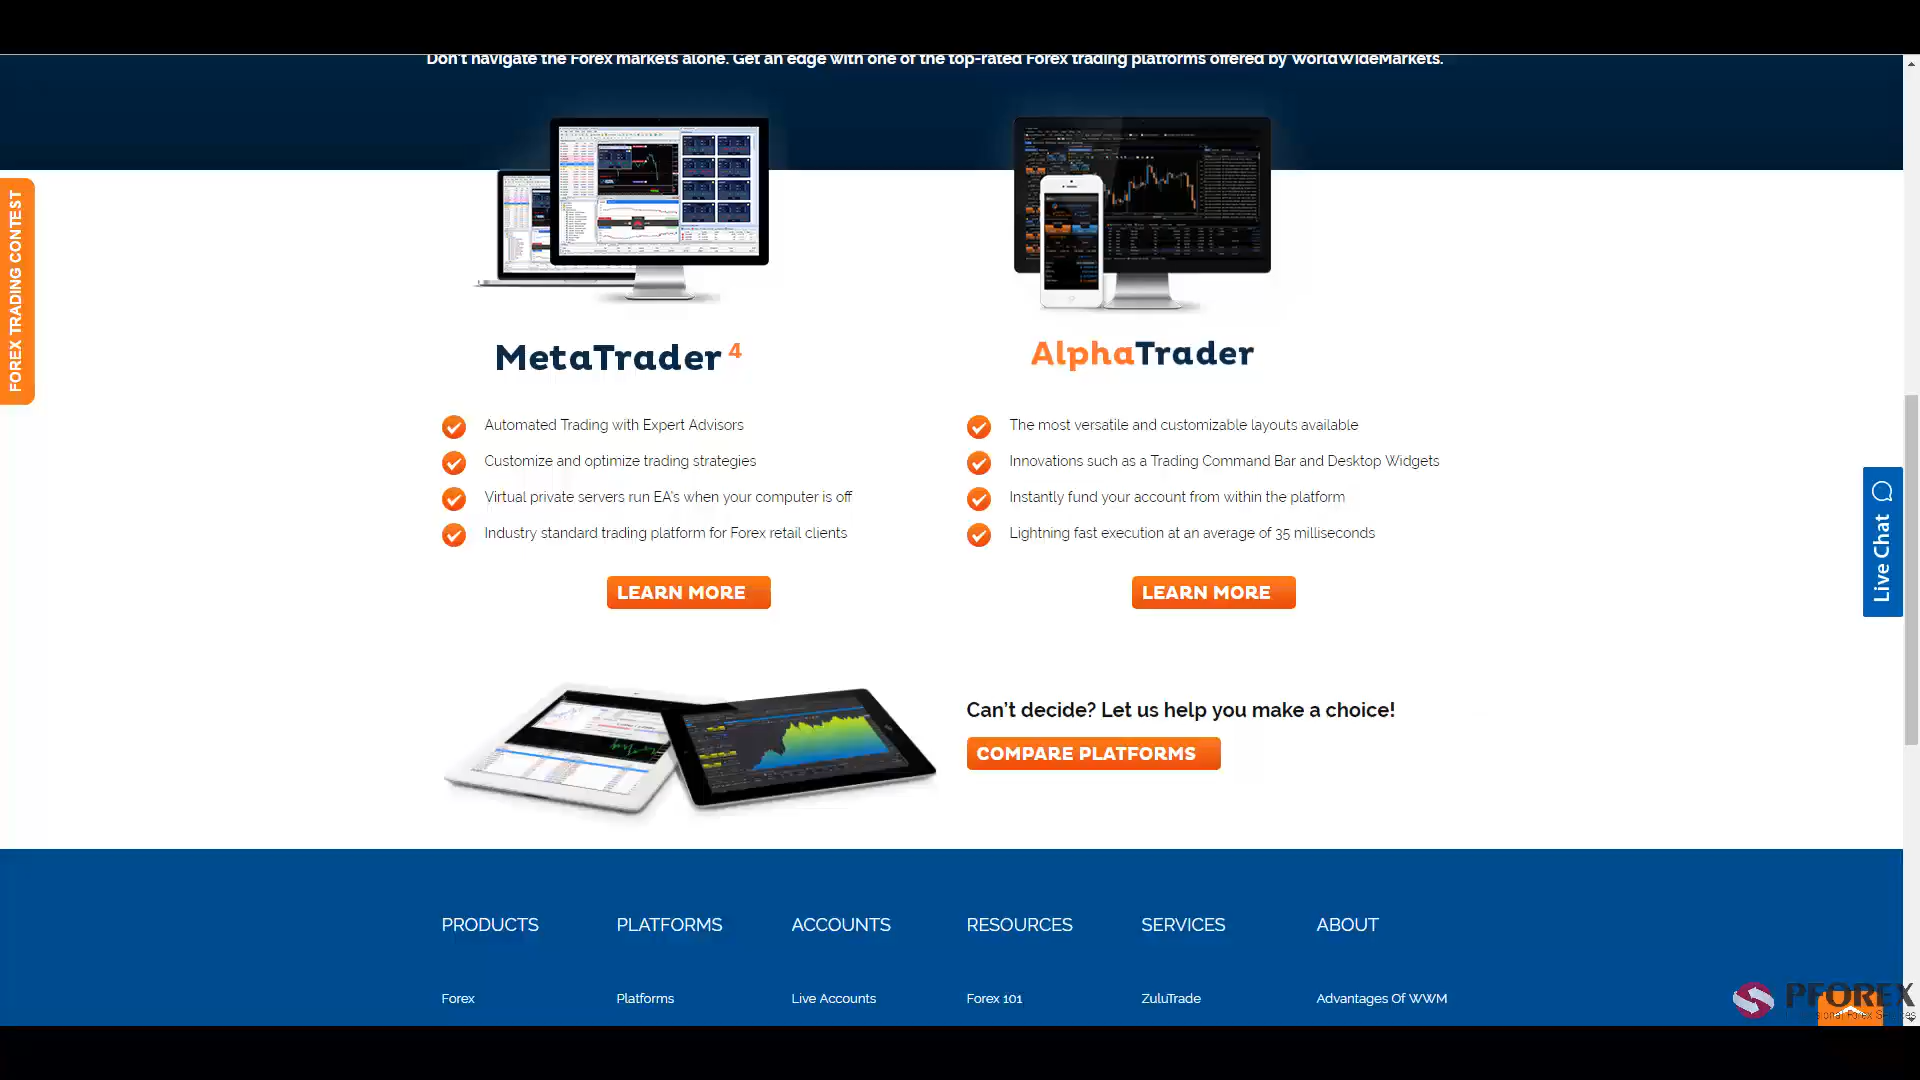 Don't navigate the Forex markets alone. Get an edge with one of the top-rated Forex trading platforms offered by WorldWideMarkets.
FOREX TRADING CONTEST
MetaTrader 4
Automated Trading with Expert Advisors
Customize and optimize trading strategies
Virtual private servers run EA's when your computer is off
Industry standard trading platform for Forex retail clients
LEARN MORE
AlphaTrader
The most versatile and customizable layouts available
Innovations such as a Trading Command Bar and Desktop Widgets
Instantly fund your account from within the platform
Lightning fast execution at an average of 35 milliseconds
LEARN MORE
Live Chat
Can't decide? Let us help you make a choice!
COMPARE PLATFORMS
PRODUCTS PLATFORMS ACCOUNTS RESOURCES SERVICES ABOUT
Forex Platforms Live Accounts Forex 101 ZuluTrade Advantages Of WWM
PFOREX